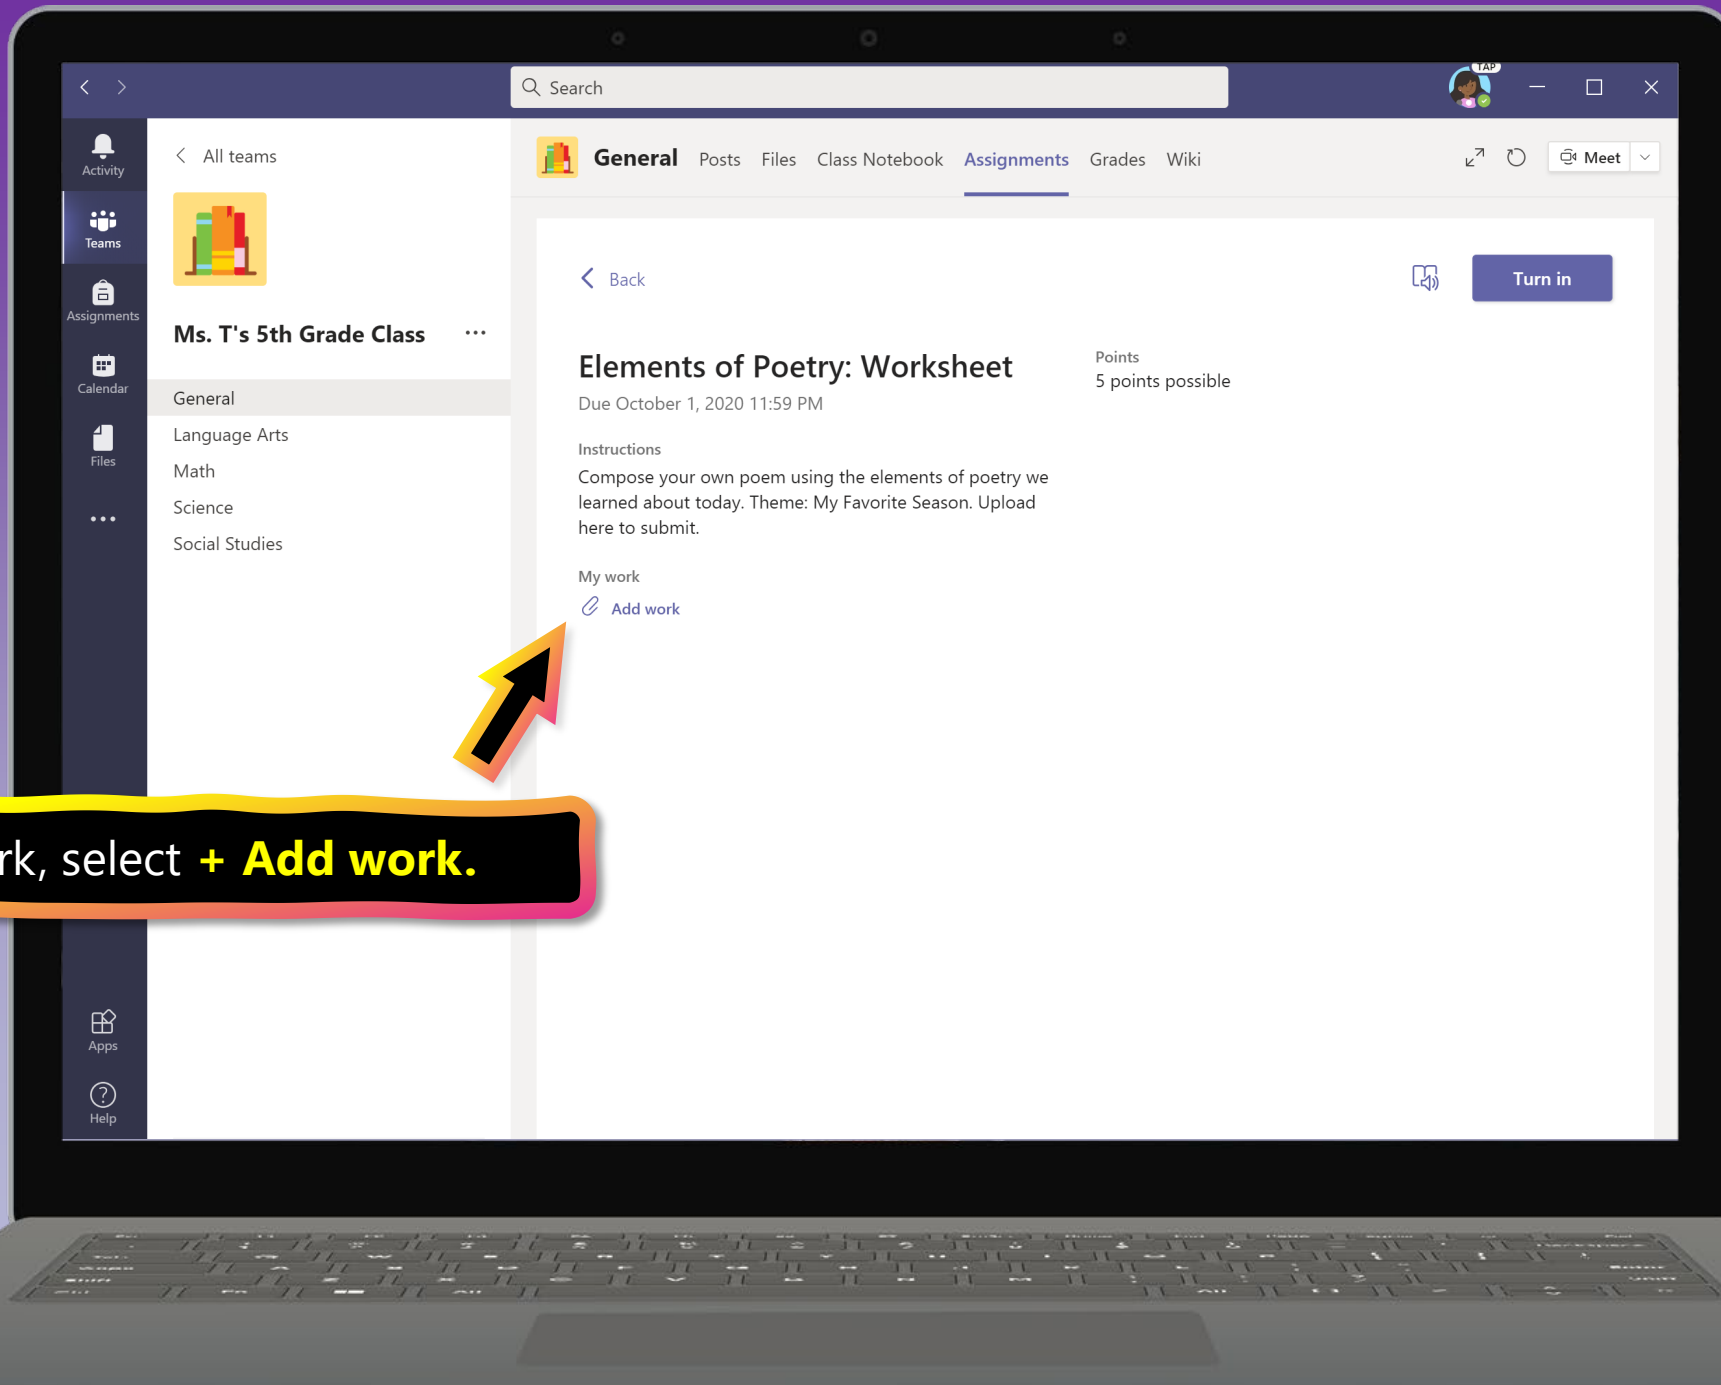 Search
TAP
Activity
Teams
Assignments
Calendar
Files
Apps
Help
All teams
Ms. T's 5th Grade Class
General
Language Arts
Math
Science
Social Studies
General Posts Files Class Notebook Assignments Grades Wiki
Meet
Back
Turn in
Elements of Poetry: Worksheet
Due October 1, 2020 11:59 PM
Points
5 points possible
Instructions
Compose your own poem using the elements of poetry we
learned about today. Theme: My Favorite Season. Upload
here to submit.
My work
Add work
rk, select + Add work.